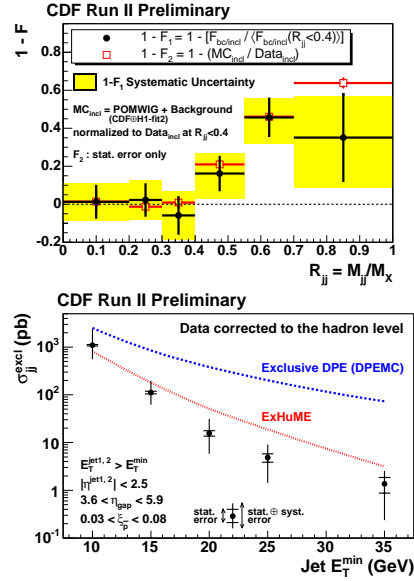 CDF Run II Preliminary
1 - F
1 - F₁ = 1 - [F_bc/incl / ⟨F_bc/incl(R_jj<0.4)⟩]
1 - F₂ = 1 - (MC_incl / Data_incl)
1-F₁ Systematic Uncertainty
MC_incl = POMWIG + Background
(CDF⊕H1-fit2)
normalized to Data_incl at R_jj<0.4
F₂ : stat. error only
1
0.8
0.6
0.4
0.2
0
-0.2
0 0.1 0.2 0.3 0.4 0.5 0.6 0.7 0.8 0.9 1
R_jj = M_jj/M_X
CDF Run II Preliminary
σ_jj^excl (pb)
Data corrected to the hadron level
Exclusive DPE (DPEMC)
ExHuME
10³
10²
10
1
10⁻¹
E_T^jet1, 2 > E_T^min
|η^jet1, 2| < 2.5
3.6 < η_gap < 5.9
0.03 < ξ_p̄ < 0.08
stat. error
stat. ⊕ syst. error
10 15 20 25 30 35
Jet E_T^min (GeV)